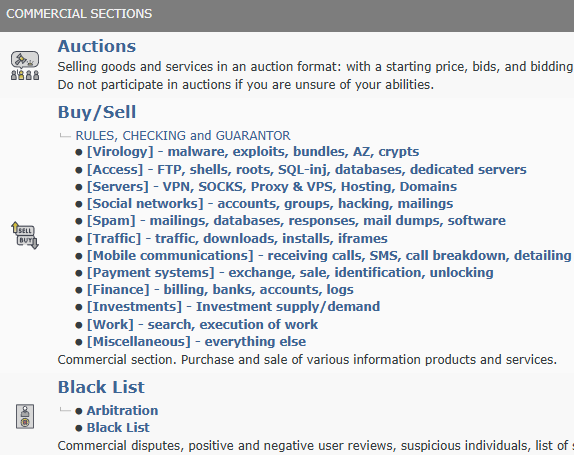 COMMERCIAL SECTIONS
Auctions
Selling goods and services in an auction format: with a starting price, bids, and bidding
Do not participate in auctions if you are unsure of your abilities.
Buy/Sell
RULES, CHECKING and GUARANTOR
• [Virology] - malware, exploits, bundles, AZ, crypts
• [Access] - FTP, shells, roots, SQL-inj, databases, dedicated servers
• [Servers] - VPN, SOCKS, Proxy & VPS, Hosting, Domains
• [Social networks] - accounts, groups, hacking, mailings
• [Spam] - mailings, databases, responses, mail dumps, software
• [Traffic] - traffic, downloads, installs, iframes
• [Mobile communications] - receiving calls, SMS, call breakdown, detailing
• [Payment systems] - exchange, sale, identification, unlocking
• [Finance] - billing, banks, accounts, logs
• [Investments] - Investment supply/demand
• [Work] - search, execution of work
• [Miscellaneous] - everything else
SELL
BUY
Commercial section. Purchase and sale of various information products and services.
Black List
• Arbitration
• Black List
Commercial disputes, positive and negative user reviews, suspicious individuals, list of